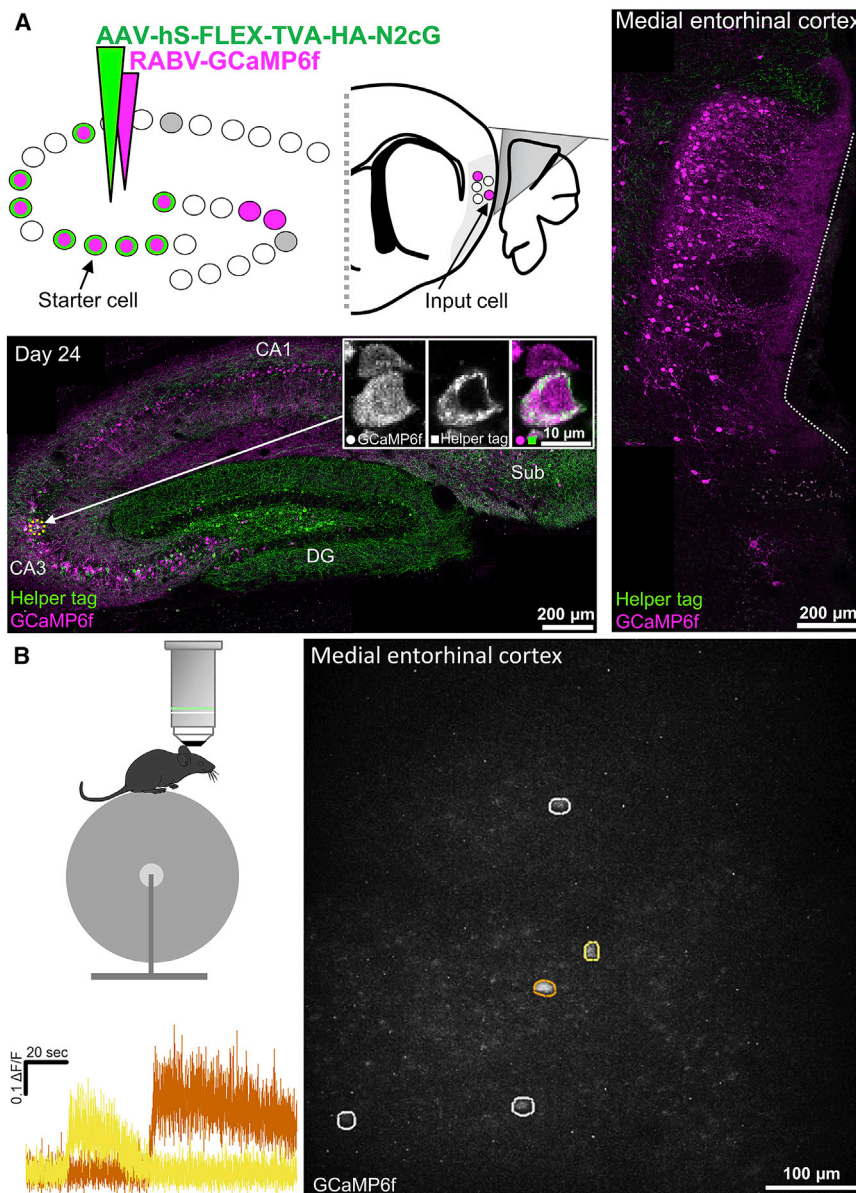 A
AAV-hS-FLEX-TVA-HA-N2cG
RABV-GCaMP6f
Starter cell
Input cell
Medial entorhinal cortex
Helper tag
GCaMP6f
200 µm
Day 24
CA1
GCaMP6f
Helper tag
10 µm
Sub
CA3
DG
Helper tag
GCaMP6f
200 µm
B
20 sec
0.1 ΔF/F
Medial entorhinal cortex
GCaMP6f
100 µm